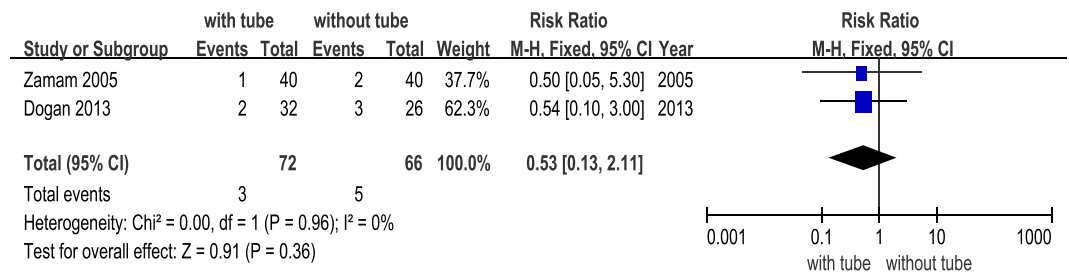 with tube without tube Risk Ratio Risk Ratio
Study or Subgroup Events Total Events Total Weight M-H, Fixed, 95% CI Year M-H, Fixed, 95% CI
Zamam 2005 1 40 2 40 37.7% 0.50 [0.05, 5.30] 2005
Dogan 2013 2 32 3 26 62.3% 0.54 [0.10, 3.00] 2013
Total (95% CI) 72 66 100.0% 0.53 [0.13, 2.11]
Total events 3 5
Heterogeneity: Chi² = 0.00, df = 1 (P = 0.96); I² = 0%
Test for overall effect: Z = 0.91 (P = 0.36)
0.001 0.1 1 10 1000
with tube without tube